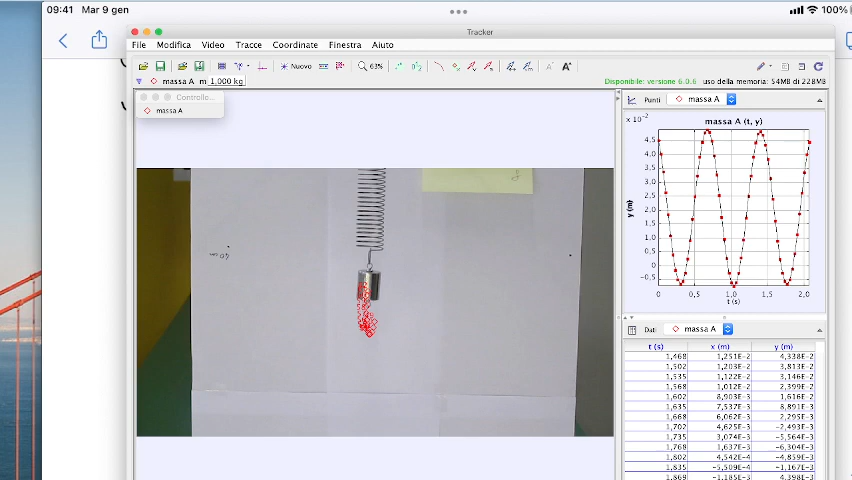 09:41 Mar 9 gen
100%
Tracker
File Modifica Video Tracce Coordinate Finestra Aiuto
Nuovo 63%
massa A m 1,000 kg
Disponibile: versione 6.0.6 uso della memoria: 54MB di 228MB
Controllo...
massa A
Punti massa A
x 10⁻² massa A (t, y)
4,5
4,0
3,5
3,0
2,5
2,0
1,5
1,0
0,5
0
-0,5
y (m)
0 0,5 1,0 1,5 2,0
t (s)
Dati massa A
t (s) x (m) y (m)
1,468 1,251E-2 4,338E-2
1,502 1,203E-2 3,813E-2
1,535 1,122E-2 3,146E-2
1,568 1,012E-2 2,399E-2
1,602 8,903E-3 1,616E-2
1,635 7,537E-3 8,891E-3
1,668 6,062E-3 2,295E-3
1,702 4,625E-3 -2,493E-3
1,735 3,074E-3 -5,564E-3
1,768 1,637E-3 -6,304E-3
1,802 4,542E-4 -4,859E-3
1,835 -5,509E-4 -1,167E-3
1,869 -1,185E-3 4,398E-3